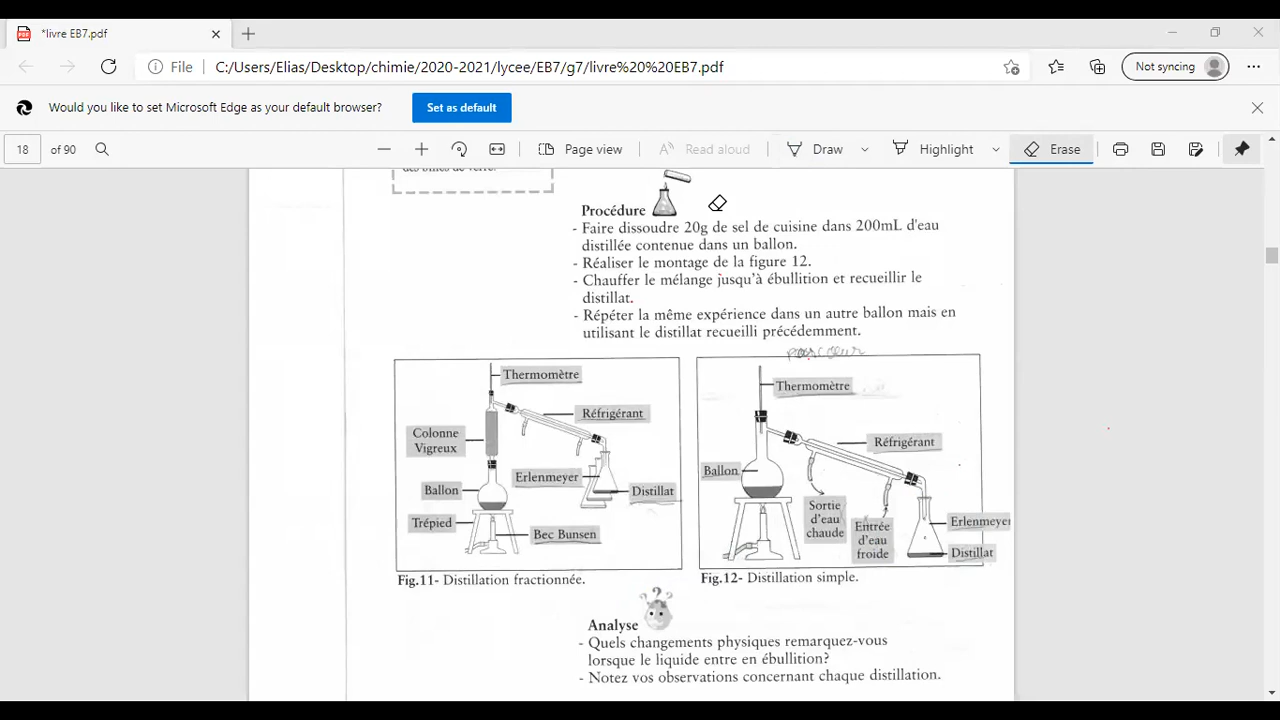 *livre EB7.pdf
File
C:/Users/Elias/Desktop/chimie/2020-2021/lycee/EB7/g7/livre%20%20EB7.pdf
Not syncing
Would you like to set Microsoft Edge as your default browser?
Set as default
18 of 90
Page view
Read aloud
Draw
Highlight
Erase
Procédure
- Faire dissoudre 20g de sel de cuisine dans 200mL d'eau
distillée contenue dans un ballon.
- Réaliser le montage de la figure 12.
- Chauffer le mélange jusqu'à ébullition et recueillir le
distillat.
- Répéter la même expérience dans un autre ballon mais en
utilisant le distillat recueilli précédemment.
Thermomètre
Réfrigérant
Colonne
Vigreux
Erlenmeyer
Ballon
Distillat
Trépied
Bec Bunsen
Fig.11- Distillation fractionnée.
par coeur
Thermomètre
Réfrigérant
Ballon
Sortie
d'eau
chaude
Entrée
d'eau
froide
Erlenmeyer
Distillat
Fig.12- Distillation simple.
? ? ?
Analyse
- Quels changements physiques remarquez-vous
lorsque le liquide entre en ébullition?
- Notez vos observations concernant chaque distillation.